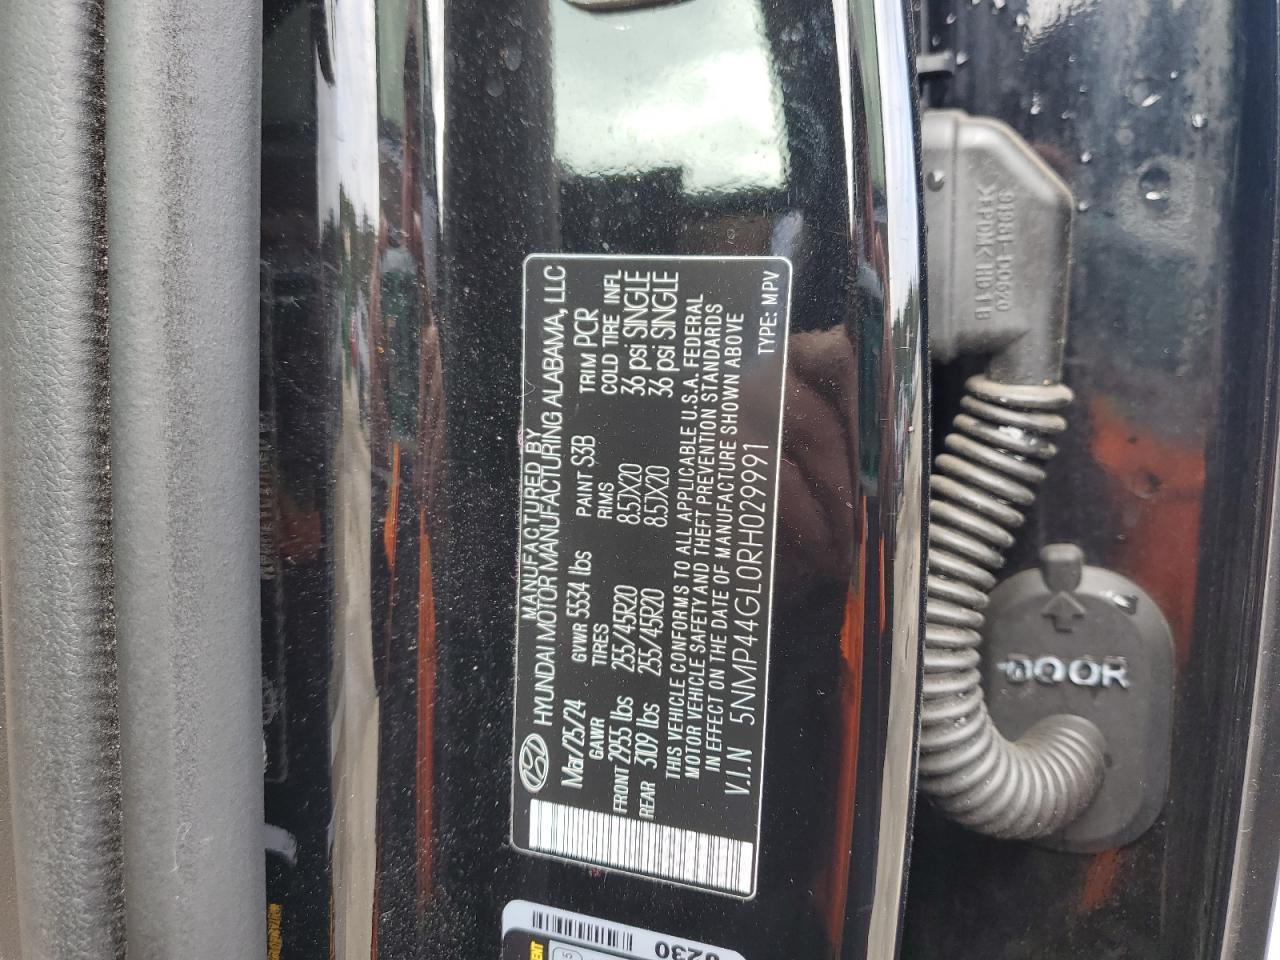 MANUFACTURED BY
HYUNDAI MOTOR MANUFACTURING ALABAMA, LLC
Mar/25/24 GVWR 5534 lbs PAINT S3B TRIM PCR
GAWR TIRES RIMS COLD TIRE INFL
FRONT 2955 lbs 255/45R20 8.5JX20 36 psi SINGLE
REAR 3109 lbs 255/45R20 8.5JX20 36 psi SINGLE
THIS VEHICLE CONFORMS TO ALL APPLICABLE U.S.A. FEDERAL
MOTOR VEHICLE SAFETY AND THEFT PREVENTION STANDARDS
IN EFFECT ON THE DATE OF MANUFACTURE SHOWN ABOVE
V.I.N 5NMP44GL0RH029991 TYPE: MPV
DOOR